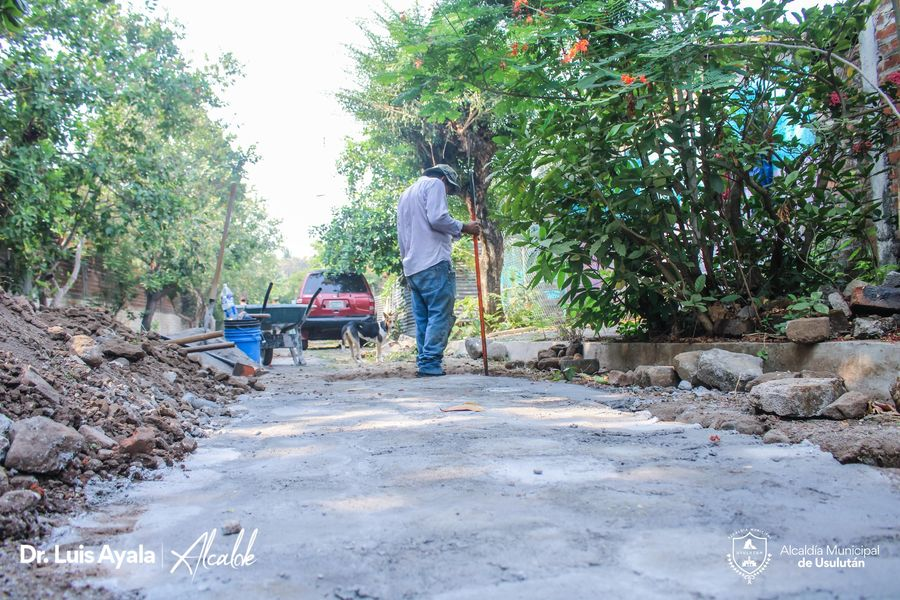 Dr. Luis Ayala
Alcalde
Alcaldía Municipal
de Usulután